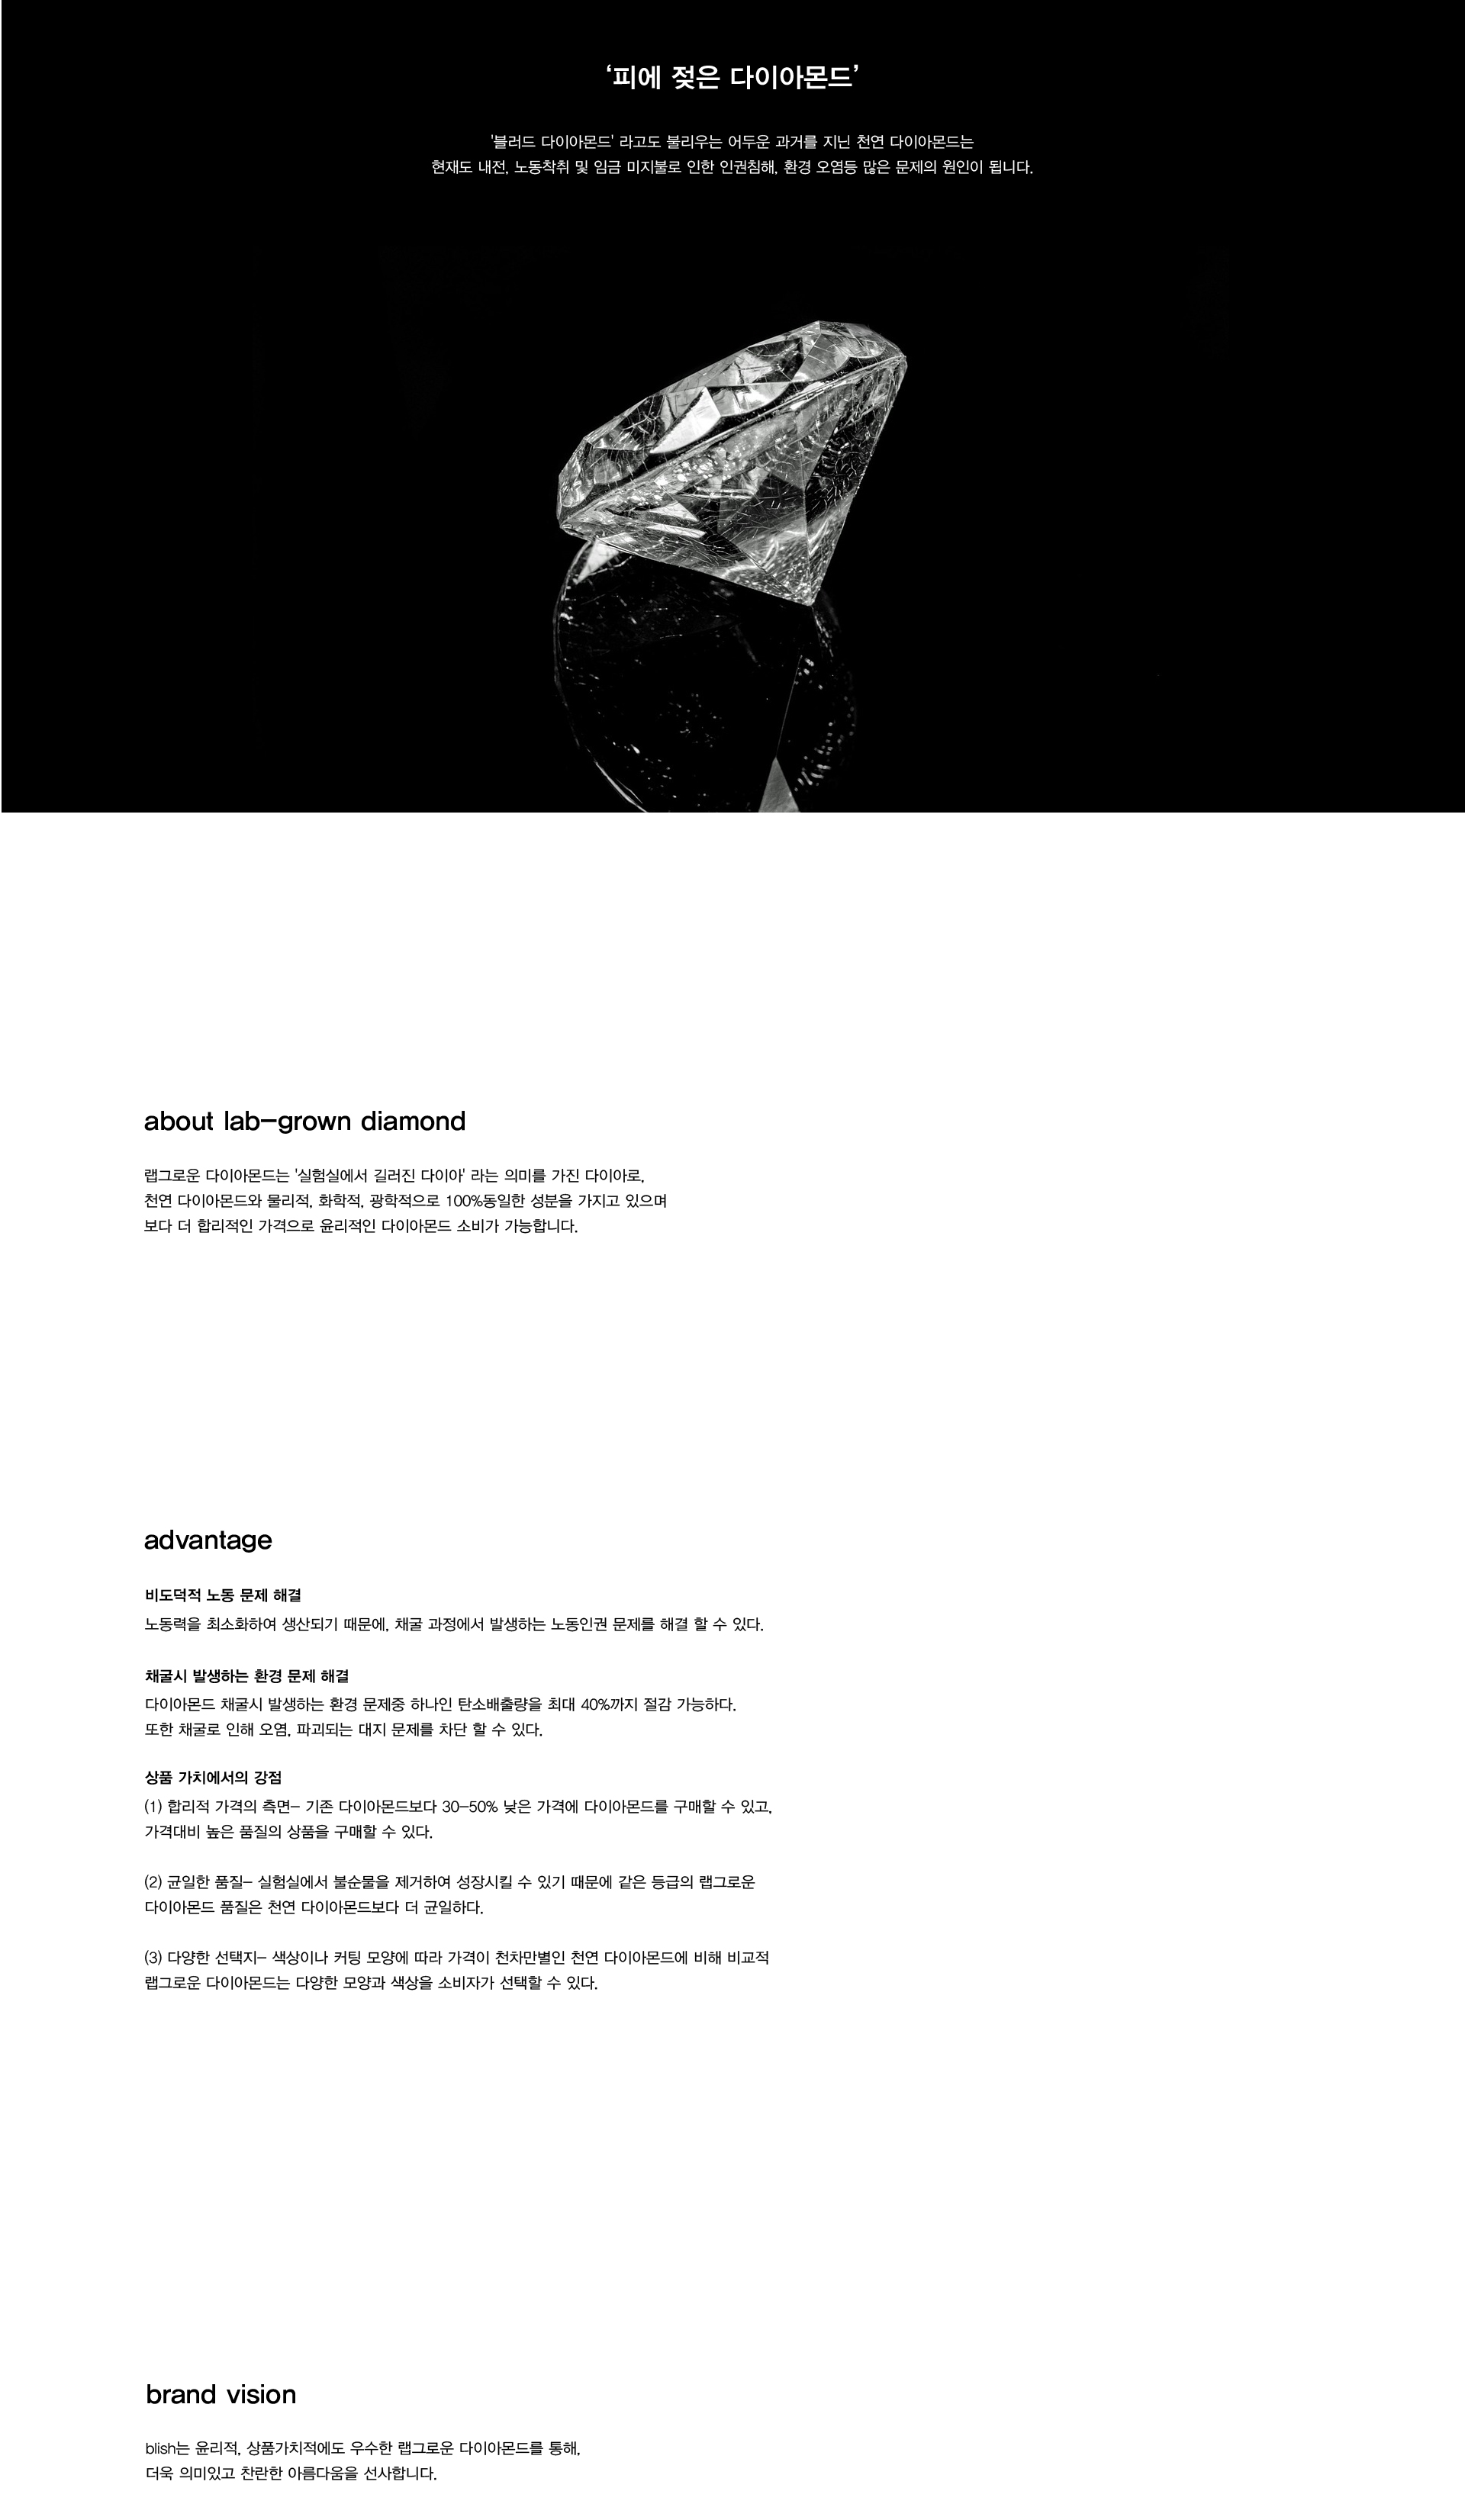 ‘피에 젖은 다이아몬드’
'블러드 다이아몬드' 라고도 불리우는 어두운 과거를 지닌 천연 다이아몬드는
현재도 내전, 노동착취 및 임금 미지불로 인한 인권침해, 환경 오염등 많은 문제의 원인이 됩니다.
about lab-grown diamond
랩그로운 다이아몬드는 '실험실에서 길러진 다이아' 라는 의미를 가진 다이아로,
천연 다이아몬드와 물리적, 화학적, 광학적으로 100%동일한 성분을 가지고 있으며
보다 더 합리적인 가격으로 윤리적인 다이아몬드 소비가 가능합니다.
advantage
비도덕적 노동 문제 해결
노동력을 최소화하여 생산되기 때문에, 채굴 과정에서 발생하는 노동인권 문제를 해결 할 수 있다.
채굴시 발생하는 환경 문제 해결
다이아몬드 채굴시 발생하는 환경 문제중 하나인 탄소배출량을 최대 40%까지 절감 가능하다.
또한 채굴로 인해 오염, 파괴되는 대지 문제를 차단 할 수 있다.
상품 가치에서의 강점
(1) 합리적 가격의 측면- 기존 다이아몬드보다 30-50% 낮은 가격에 다이아몬드를 구매할 수 있고,
가격대비 높은 품질의 상품을 구매할 수 있다.
(2) 균일한 품질- 실험실에서 불순물을 제거하여 성장시킬 수 있기 때문에 같은 등급의 랩그로운
다이아몬드 품질은 천연 다이아몬드보다 더 균일하다.
(3) 다양한 선택지- 색상이나 커팅 모양에 따라 가격이 천차만별인 천연 다이아몬드에 비해 비교적
랩그로운 다이아몬드는 다양한 모양과 색상을 소비자가 선택할 수 있다.
brand vision
blish는 윤리적, 상품가치적에도 우수한 랩그로운 다이아몬드를 통해,
더욱 의미있고 찬란한 아름다움을 선사합니다.